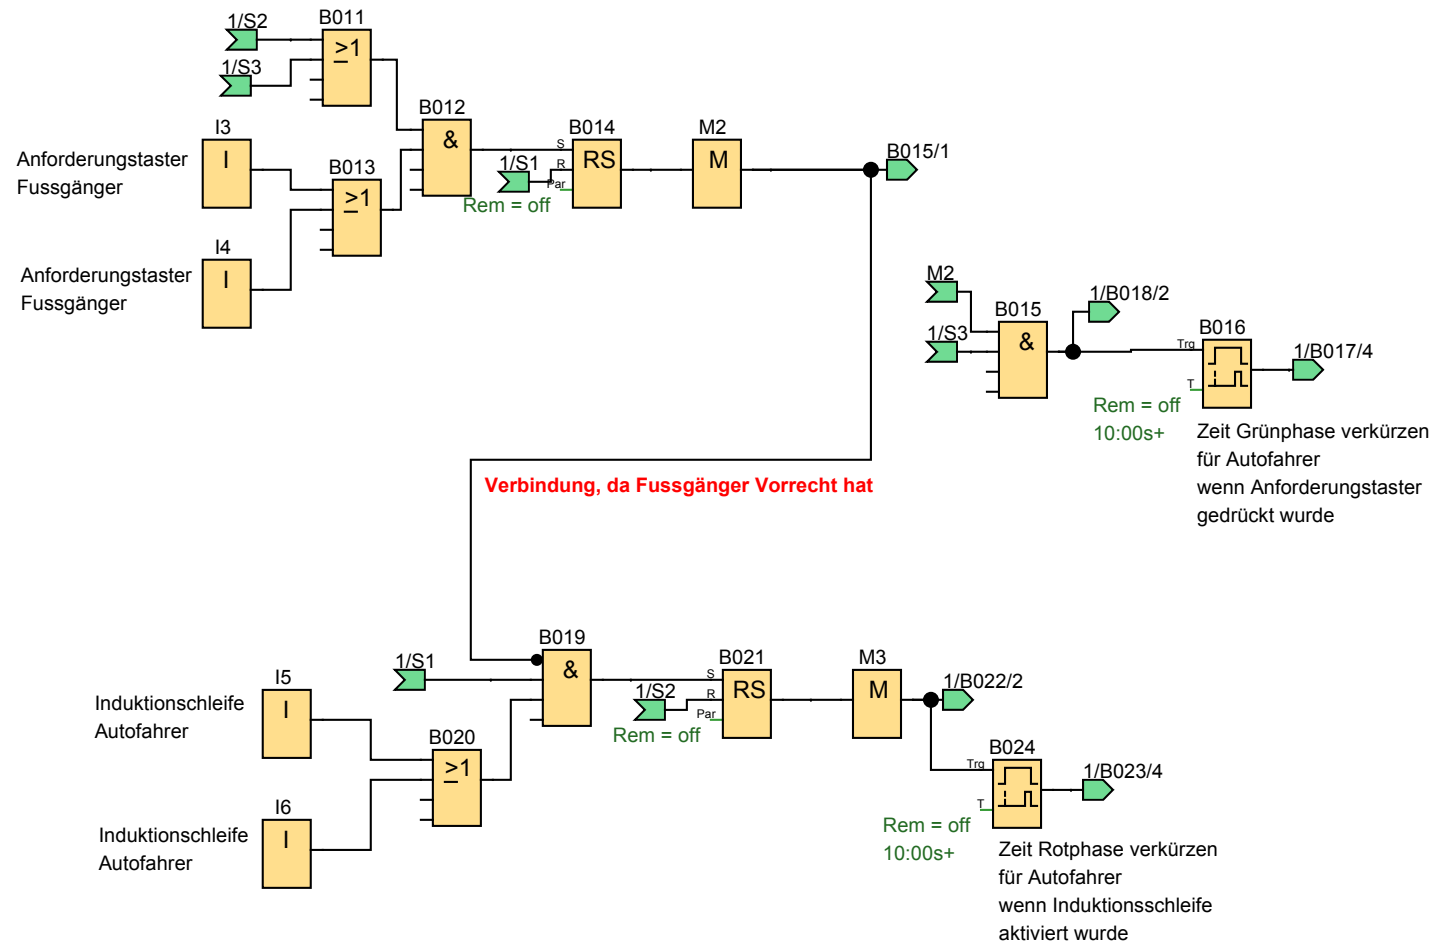 1/S2
B011
≥1
1/S3
B012
&
I3
I
Anforderungstaster
Fussgänger
B013
≥1
B014
S
R
Par
RS
1/S1
Rem = off
M2
M
B015/1
I4
I
Anforderungstaster
Fussgänger
M2
1/S3
B015
&
1/B018/2
B016
Trg
T
1/B017/4
Rem = off
10:00s+
Zeit Grünphase verkürzen
für Autofahrer
wenn Anforderungstaster
gedrückt wurde
Verbindung, da Fussgänger Vorrecht hat
1/S1
B019
&
B021
S
R
Par
RS
1/S2
Rem = off
M3
M
1/B022/2
I5
I
Induktionschleife
Autofahrer
B020
≥1
B024
Trg
T
1/B023/4
Rem = off
10:00s+
I6
I
Induktionschleife
Autofahrer
Zeit Rotphase verkürzen
für Autofahrer
wenn Induktionsschleife
aktiviert wurde